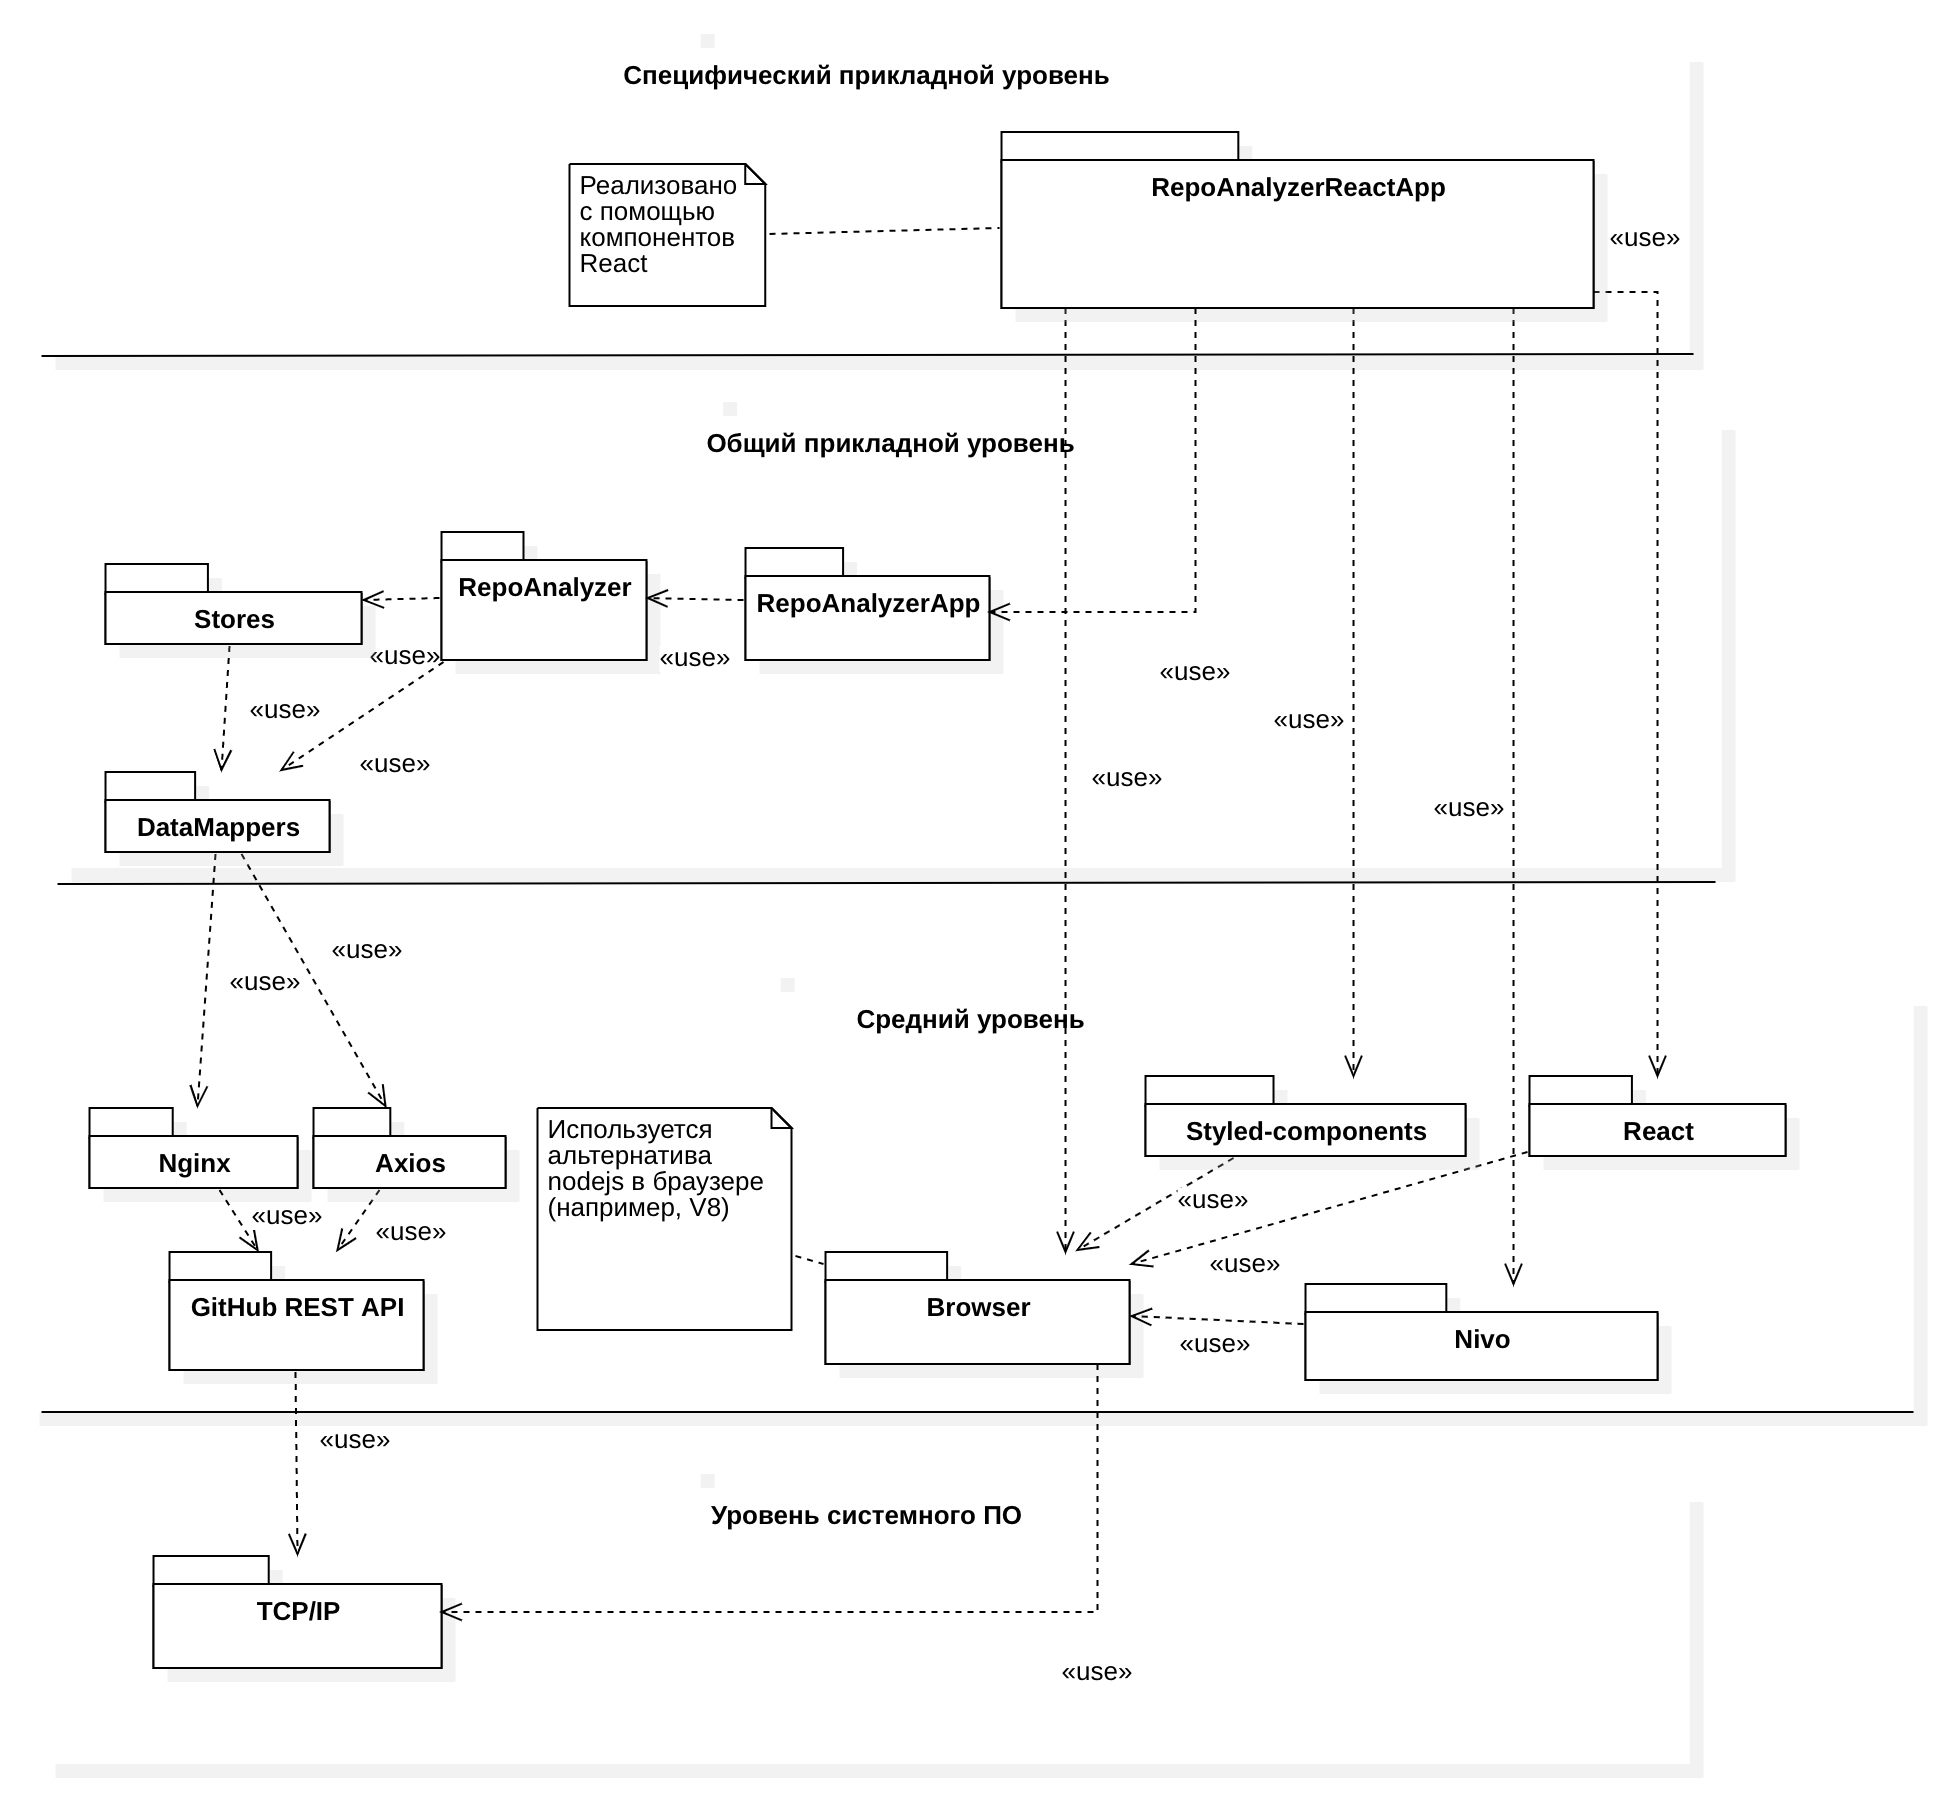 Специфический прикладной уровень
Реализовано
с помощью
компонентов
React
RepoAnalyzerReactApp
«use»
Общий прикладной уровень
Stores
RepoAnalyzer
RepoAnalyzerApp
«use»
«use»
«use»
«use»
«use»
«use»
«use»
«use»
DataMappers
«use»
«use»
Средний уровень
Nginx
Axios
Используется
альтернатива
nodejs в браузере
(например, V8)
Styled-components
React
«use»
«use»
«use»
«use»
GitHub REST API
Browser
Nivo
«use»
«use»
Уровень системного ПО
TCP/IP
«use»